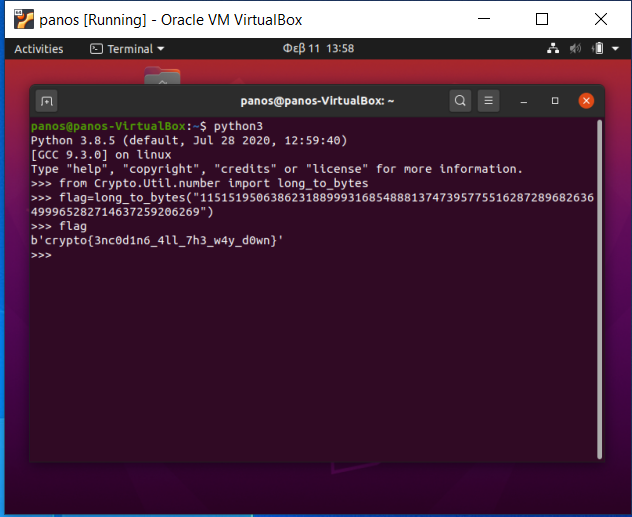 panos [Running] - Oracle VM VirtualBox
Activities Terminal Φεβ 11 13:58
panos@panos-VirtualBox: ~
panos@panos-VirtualBox:~$ python3
Python 3.8.5 (default, Jul 28 2020, 12:59:40)
[GCC 9.3.0] on linux
Type "help", "copyright", "credits" or "license" for more information.
>>> from Crypto.Util.number import long_to_bytes
>>> flag=long_to_bytes("11515195063862318899931685488813747395775516287289682636
499965282714637259206269")
>>> flag
b'crypto{3nc0d1n6_4ll_7h3_w4y_d0wn}'
>>>